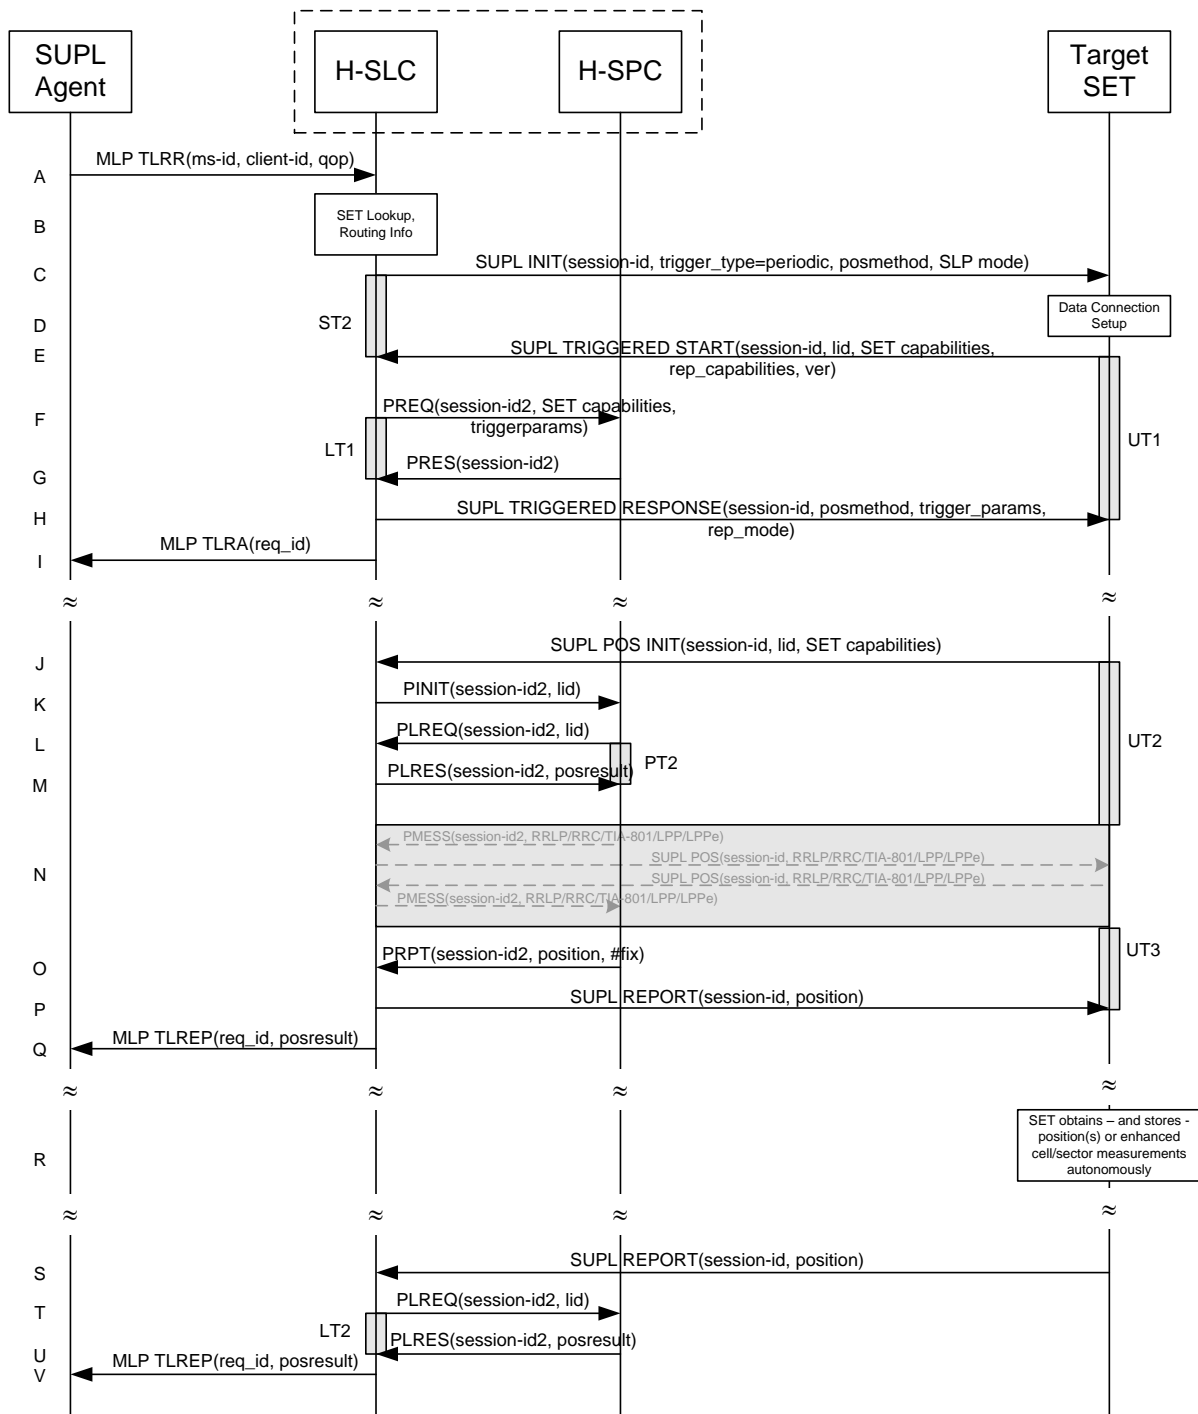 SUPL
Agent
H-SLC
H-SPC
Target
SET
A
MLP TLRR(ms-id, client-id, qop)
B
SET Lookup,
Routing Info
C
SUPL INIT(session-id, trigger_type=periodic, posmethod, SLP mode)
D
ST2
Data Connection
Setup
E
SUPL TRIGGERED START(session-id, lid, SET capabilities,
rep_capabilities, ver)
F
PREQ(session-id2, SET capabilities,
triggerparams)
LT1
UT1
G
PRES(session-id2)
H
SUPL TRIGGERED RESPONSE(session-id, posmethod, trigger_params,
rep_mode)
I
MLP TLRA(req_id)
≈ ≈ ≈ ≈
J
SUPL POS INIT(session-id, lid, SET capabilities)
K
PINIT(session-id2, lid)
L
PLREQ(session-id2, lid)
UT2
PT2
M
PLRES(session-id2, posresult)
PMESS(session-id2, RRLP/RRC/TIA-801/LPP/LPPe)
SUPL POS(session-id, RRLP/RRC/TIA-801/LPP/LPPe)
N
SUPL POS(session-id, RRLP/RRC/TIA-801/LPP/LPPe)
PMESS(session-id2, RRLP/RRC/TIA-801/LPP/LPPe)
UT3
O
PRPT(session-id2, position, #fix)
P
SUPL REPORT(session-id, position)
Q
MLP TLREP(req_id, posresult)
≈ ≈ ≈ ≈
R
SET obtains – and stores -
position(s) or enhanced
cell/sector measurements
autonomously
≈ ≈ ≈ ≈
S
SUPL REPORT(session-id, position)
T
PLREQ(session-id2, lid)
LT2
U
PLRES(session-id2, posresult)
V
MLP TLREP(req_id, posresult)